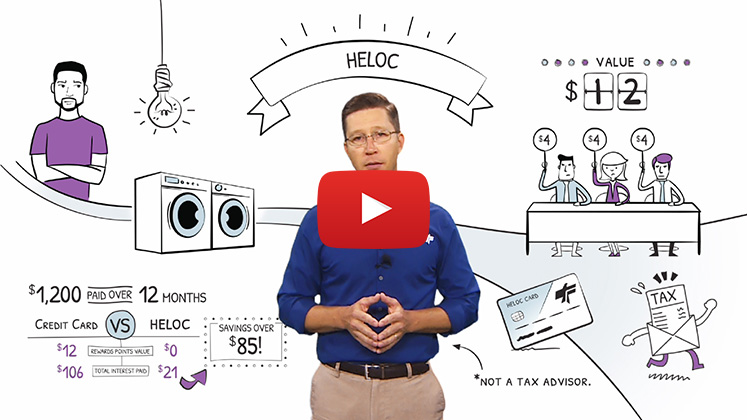 HELOC
VALUE
$12
$4 $4 $4
$1,200 PAID OVER 12 MONTHS
CREDIT CARD VS HELOC
$12 REWARDS POINTS VALUE $0
$106 TOTAL INTEREST PAID $21
SAVINGS OVER
$85!
HELOC CARD
*NOT A TAX ADVISOR.
TAX